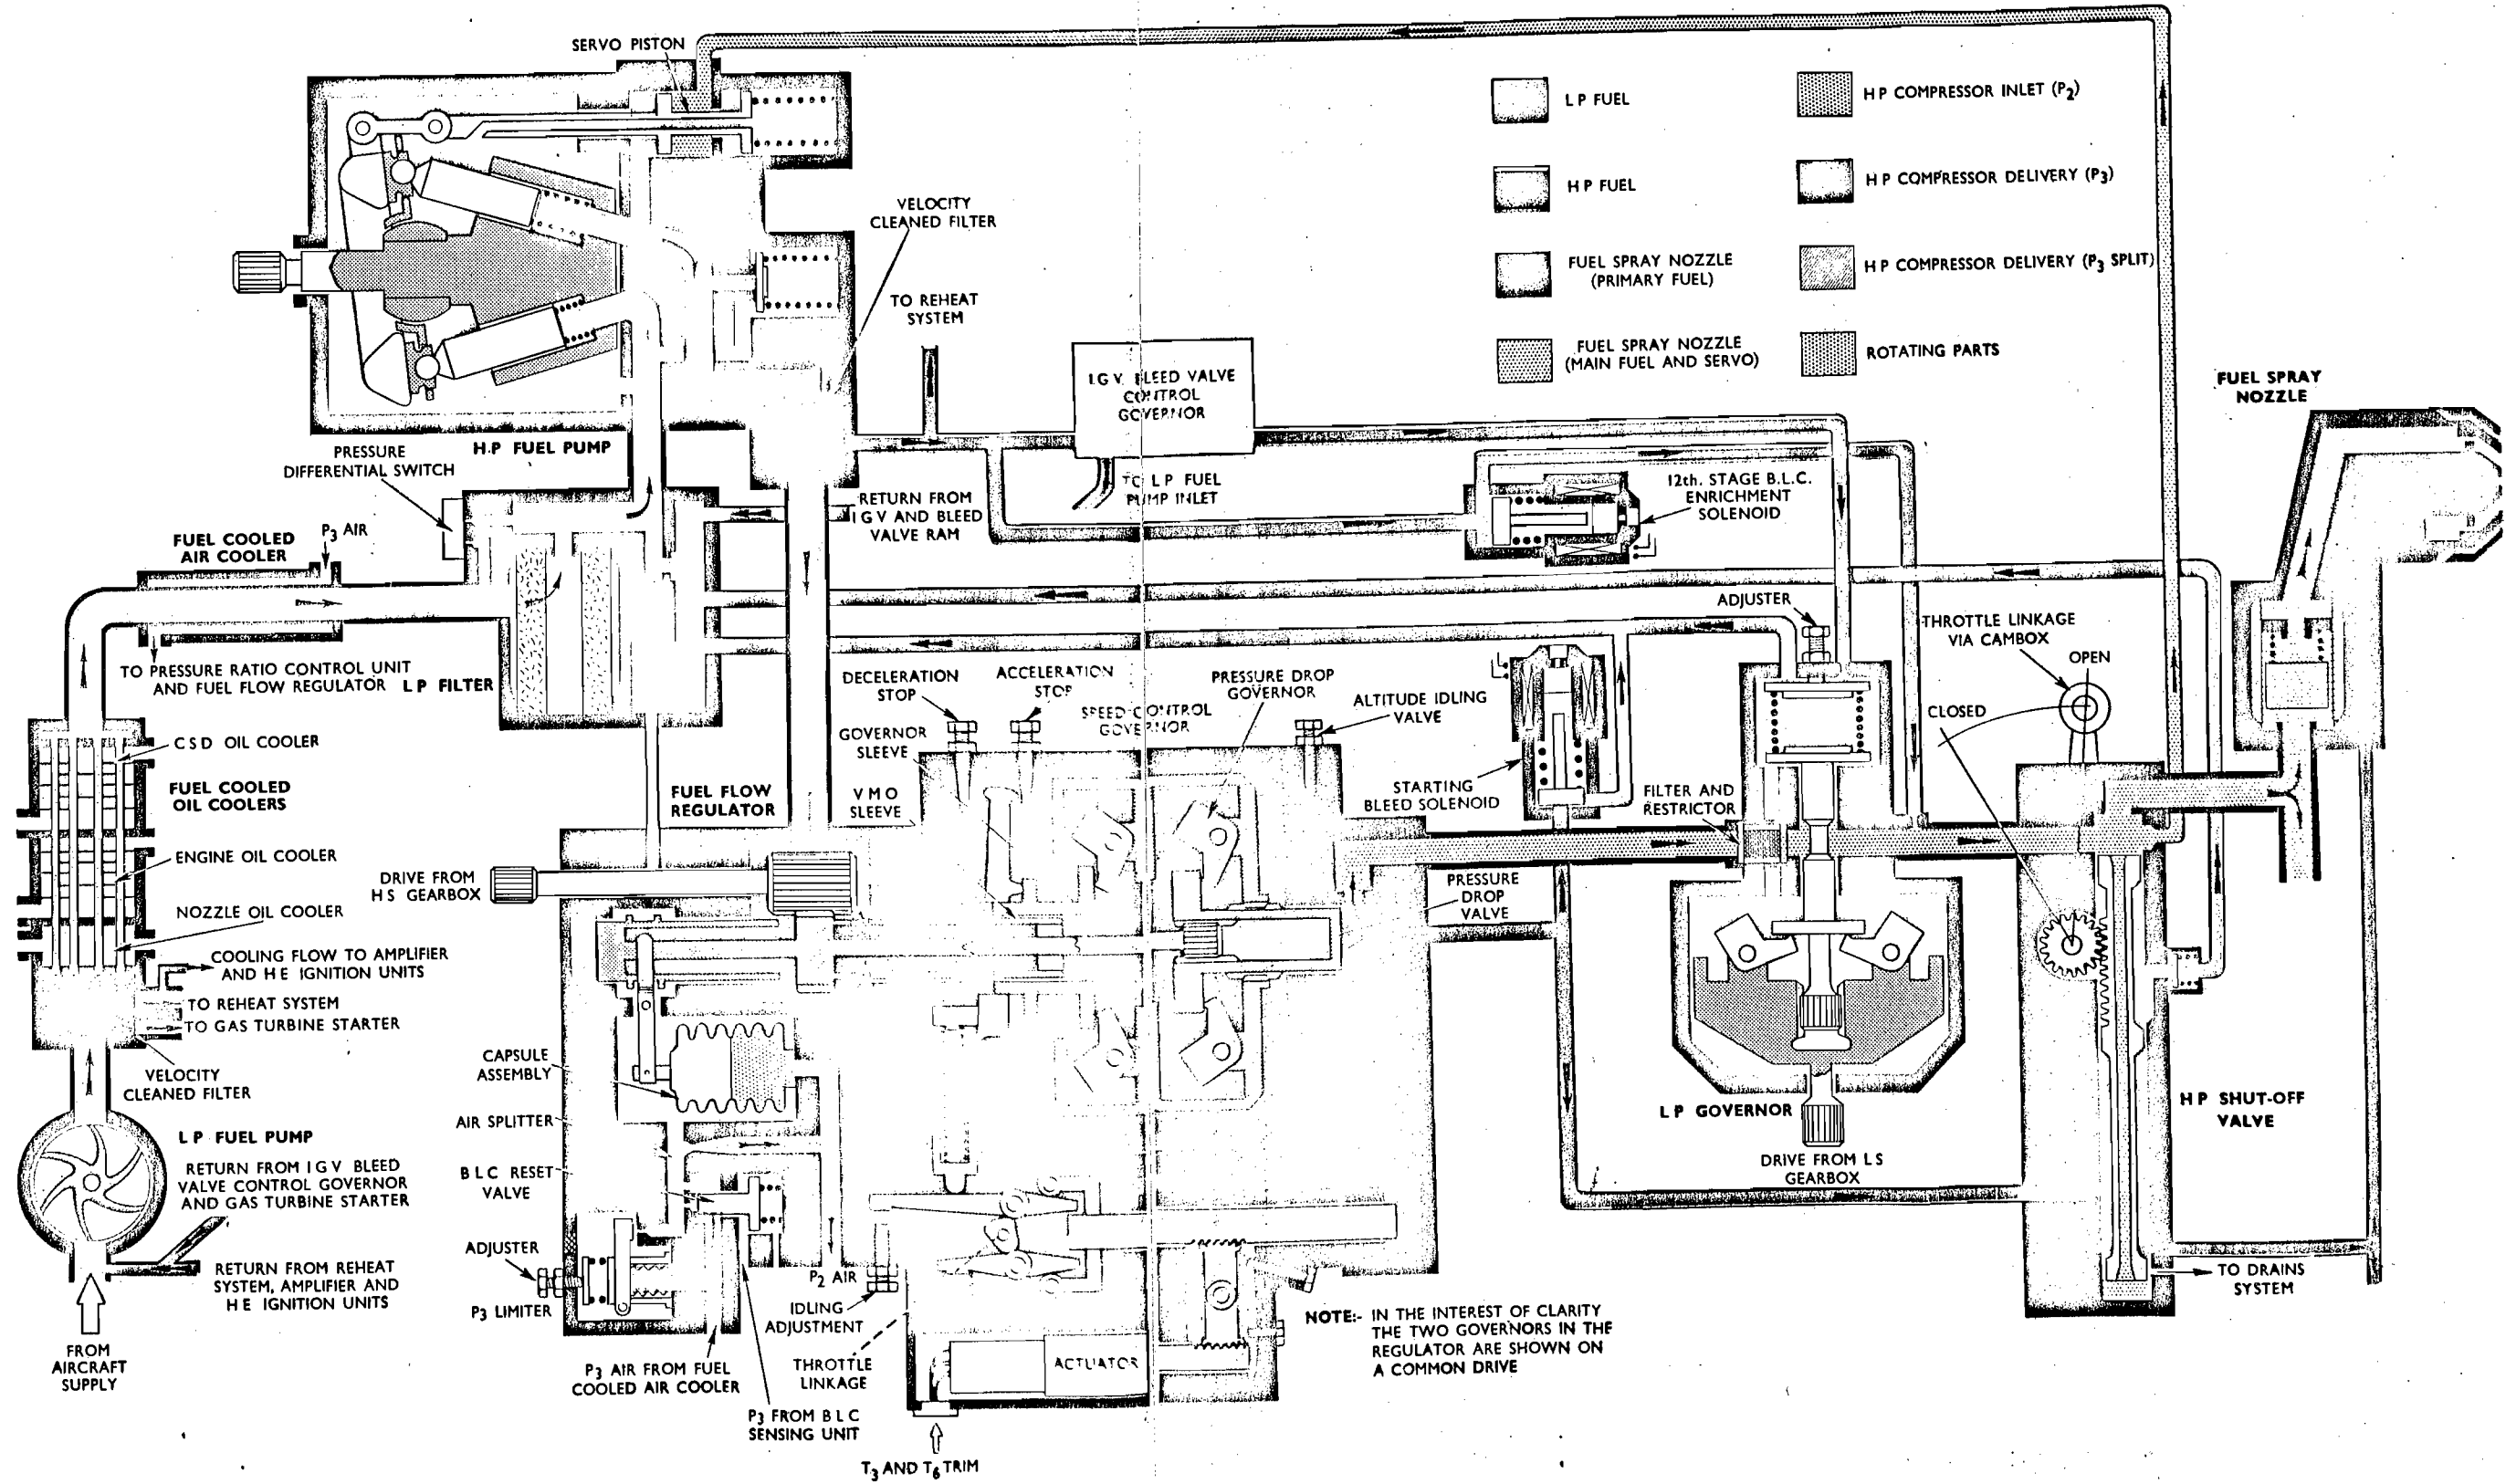 SERVO PISTON
L P FUEL
H P FUEL
FUEL SPRAY NOZZLE
(PRIMARY FUEL)
FUEL SPRAY NOZZLE
(MAIN FUEL AND SERVO)
H P COMPRESSOR INLET (P2)
H P COMPRESSOR DELIVERY (P3)
H P COMPRESSOR DELIVERY (P3 SPLIT)
ROTATING PARTS
VELOCITY
CLEANED FILTER
TO REHEAT
SYSTEM
I G V BLEED VALVE
CONTROL
GOVERNOR
FUEL SPRAY
NOZZLE
H.P FUEL PUMP
PRESSURE
DIFFERENTIAL SWITCH
TO L P FUEL
PUMP INLET
12th. STAGE B.L.C.
ENRICHMENT
SOLENOID
RETURN FROM
I G V AND BLEED
VALVE RAM
FUEL COOLED
AIR COOLER
P3 AIR
ADJUSTER
THROTTLE LINKAGE
VIA CAMBOX
OPEN
CLOSED
TO PRESSURE RATIO CONTROL UNIT
AND FUEL FLOW REGULATOR
L P FILTER
DECELERATION
STOP
ACCELERATION
STOP
PRESSURE DROP
GOVERNOR
SPEED CONTROL
GOVERNOR
ALTITUDE IDLING
VALVE
GOVERNOR
SLEEVE
C S D OIL COOLER
FUEL COOLED
OIL COOLERS
FUEL FLOW
REGULATOR
V M O
SLEEVE
STARTING
BLEED SOLENOID
FILTER AND
RESTRICTOR
ENGINE OIL COOLER
DRIVE FROM
H S GEARBOX
PRESSURE
DROP
VALVE
NOZZLE OIL COOLER
COOLING FLOW TO AMPLIFIER
AND H E IGNITION UNITS
TO REHEAT SYSTEM
TO GAS TURBINE STARTER
CAPSULE
ASSEMBLY
VELOCITY
CLEANED FILTER
AIR SPLITTER
L P GOVERNOR
H P SHUT-OFF
VALVE
L P FUEL PUMP
RETURN FROM I G V BLEED
VALVE CONTROL GOVERNOR
AND GAS TURBINE STARTER
B L C RESET
VALVE
DRIVE FROM L S
GEARBOX
ADJUSTER
P3 LIMITER
P2 AIR
IDLING
ADJUSTMENT
TO DRAINS
SYSTEM
RETURN FROM REHEAT
SYSTEM, AMPLIFIER AND
H E IGNITION UNITS
FROM
AIRCRAFT
SUPPLY
NOTE:- IN THE INTEREST OF CLARITY
THE TWO GOVERNORS IN THE
REGULATOR ARE SHOWN ON
A COMMON DRIVE
P3 AIR FROM FUEL
COOLED AIR COOLER
THROTTLE
LINKAGE
ACTUATOR
P3 FROM B L C
SENSING UNIT
T3 AND T6 TRIM